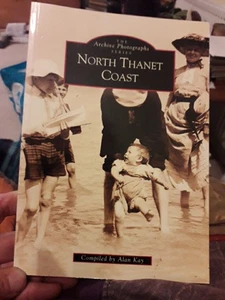 THE
Archive Photographs
SERIES
NORTH THANET
COAST
Compiled by Alan Kay